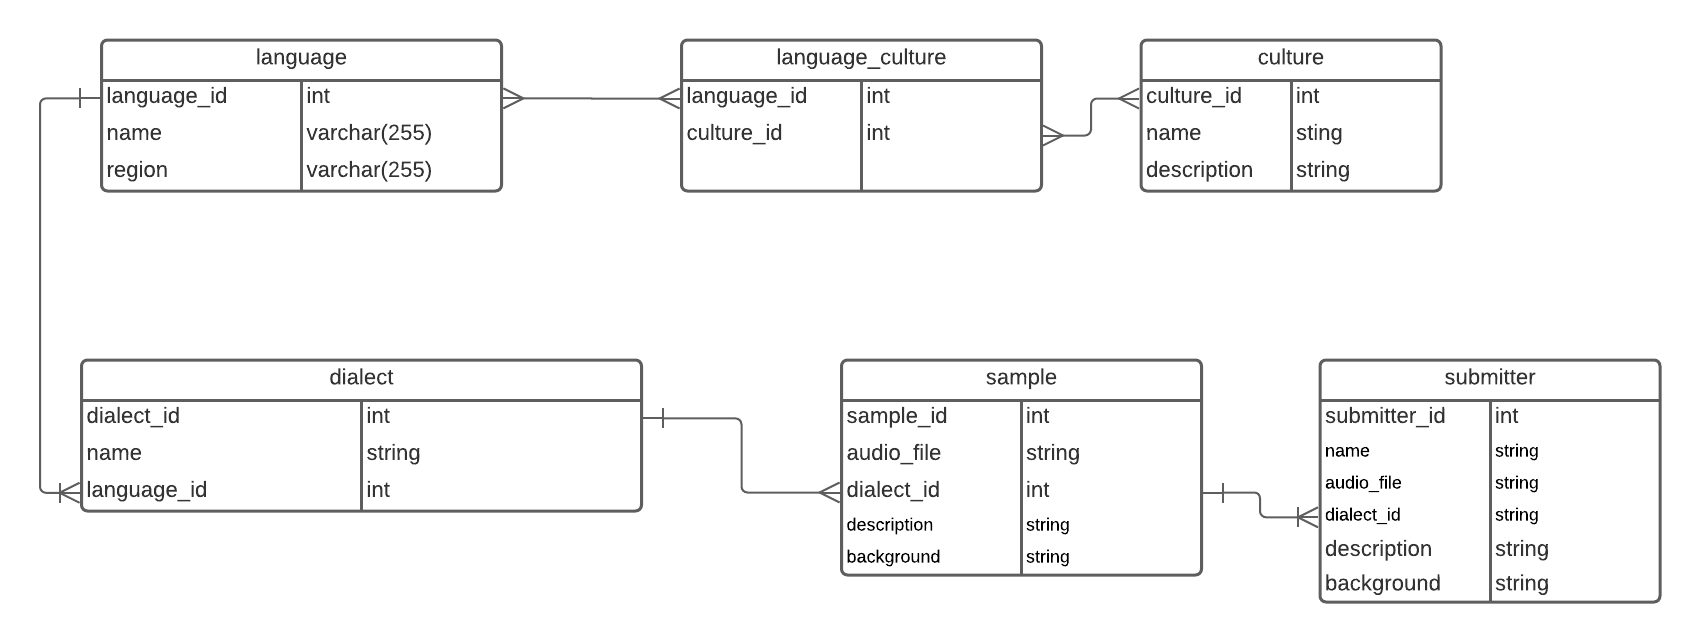 language
language_id int
name varchar(255)
region varchar(255)
language_culture
language_id int
culture_id int
culture
culture_id int
name sting
description string
dialect
dialect_id int
name string
language_id int
sample
sample_id int
audio_file string
dialect_id int
description string
background string
submitter
submitter_id int
name string
audio_file string
dialect_id string
description string
background string